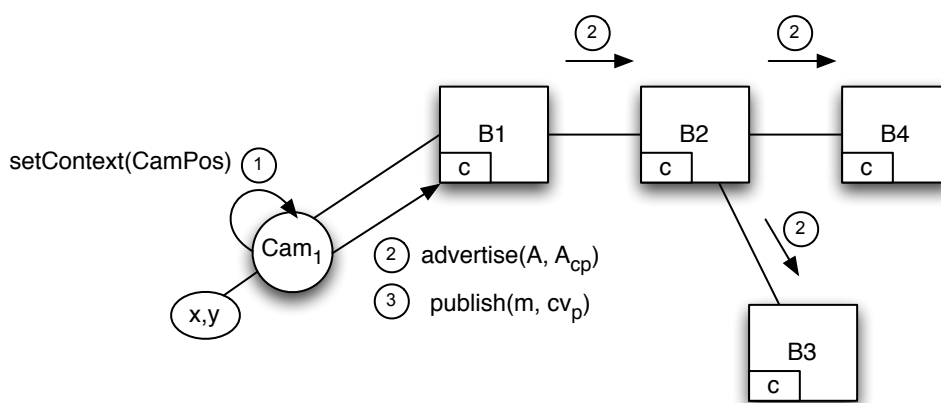 2
2
B1
B2
B4
setContext(CamPos) 1
c
c
c
2
Cam1
2 advertise(A, Acp)
3 publish(m, cvp)
x,y
B3
c